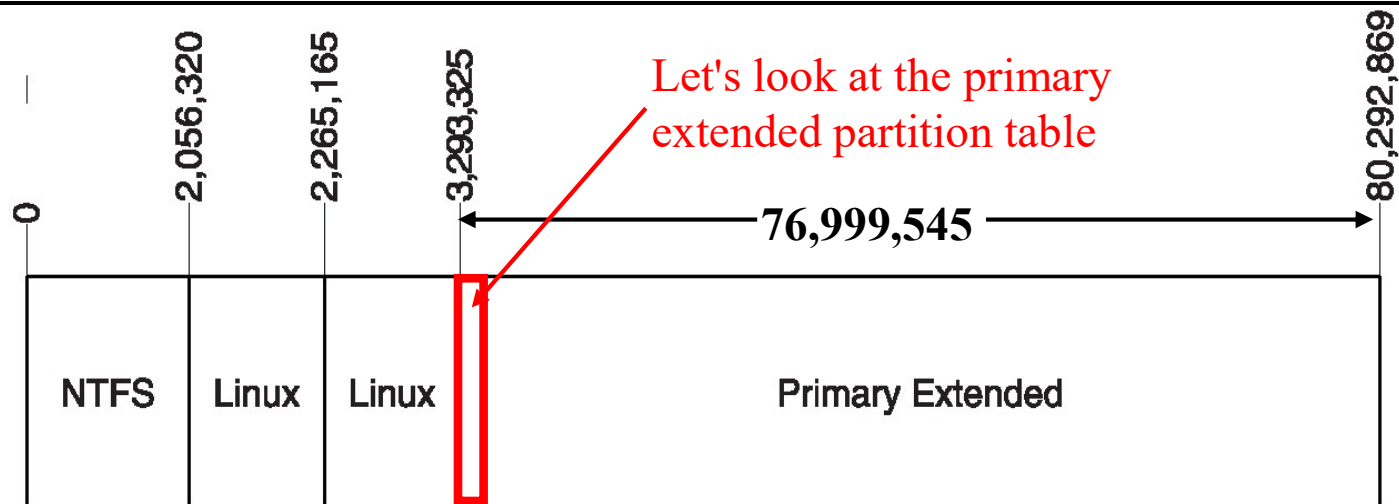 Let's look at the primary
extended partition table
0
2,056,320
2,265,165
3,293,325
80,292,869
76,999,545
NTFS
Linux
Linux
Primary Extended